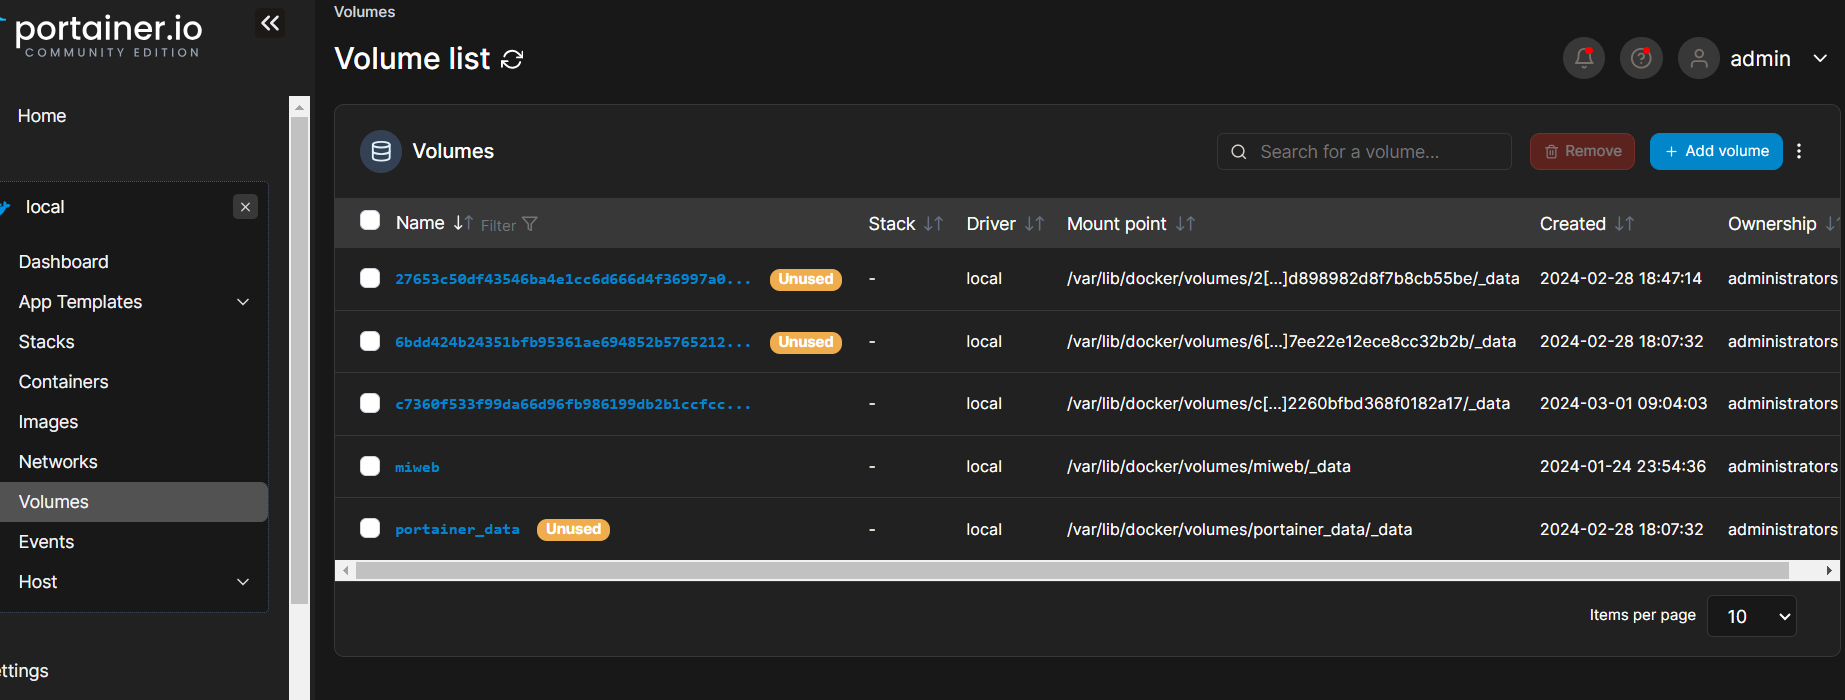 portainer.io
COMMUNITY EDITION
Home
local
Dashboard
App Templates
Stacks
Containers
Images
Networks
Volumes
Events
Host
ettings
Volumes
Volume list
admin
Volumes
Search for a volume...
Remove
+ Add volume
Name Filter Stack Driver Mount point Created Ownership
27653c50df43546ba4e1cc6d666d4f36997a0... Unused - local /var/lib/docker/volumes/2[...]d898982d8f7b8cb55be/_data 2024-02-28 18:47:14 administrators
6bdd424b24351bfb95361ae694852b5765212... Unused - local /var/lib/docker/volumes/6[...]7ee22e12ece8cc32b2b/_data 2024-02-28 18:07:32 administrators
c7360f533f99da66d96fb986199db2b1ccfcc... - local /var/lib/docker/volumes/c[...]2260bfbd368f0182a17/_data 2024-03-01 09:04:03 administrators
miweb - local /var/lib/docker/volumes/miweb/_data 2024-01-24 23:54:36 administrators
portainer_data Unused - local /var/lib/docker/volumes/portainer_data/_data 2024-02-28 18:07:32 administrators
Items per page 10